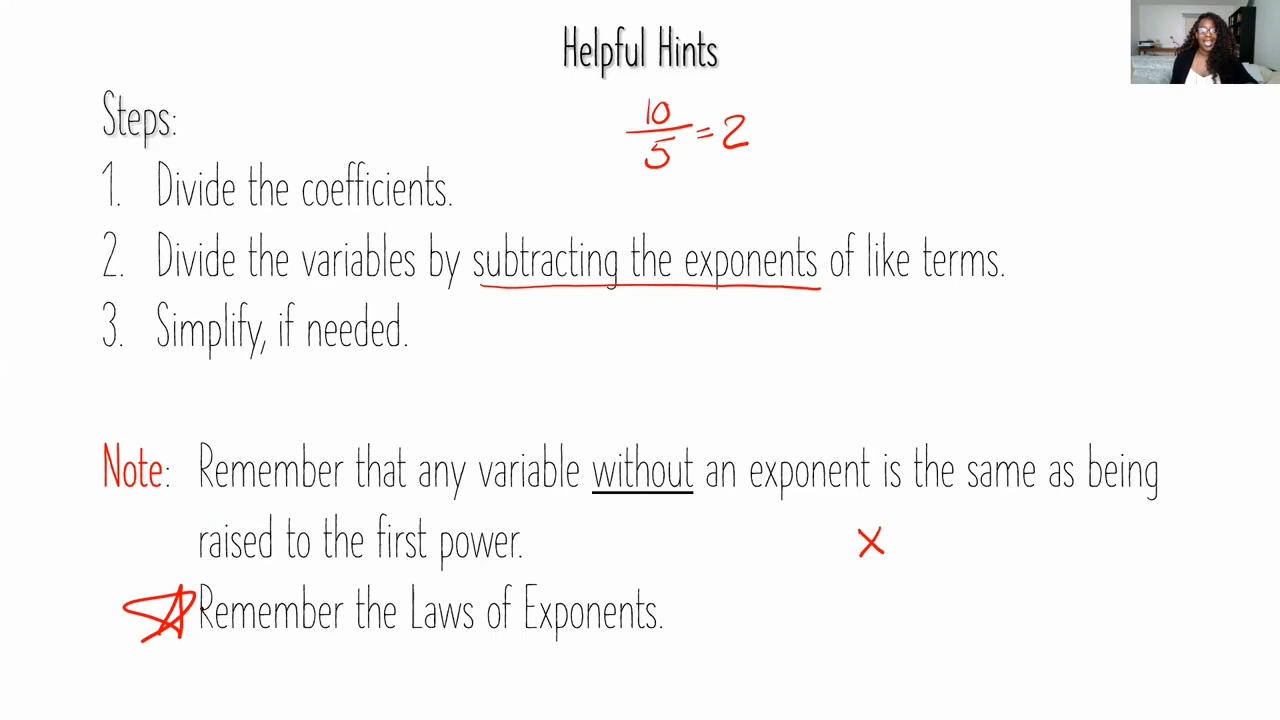 Helpful Hints
Steps:
10
5
= 2
1. Divide the coefficients.
2. Divide the variables by subtracting the exponents of like terms.
3. Simplify, if needed.
Note: Remember that any variable without an exponent is the same as being
raised to the first power.
x
Remember the Laws of Exponents.